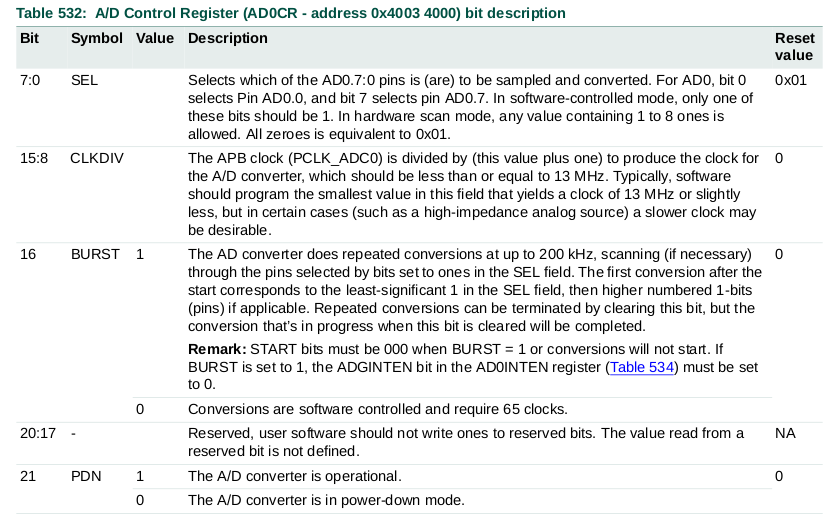 Table 532: A/D Control Register (AD0CR - address 0x4003 4000) bit description
Bit Symbol Value Description Reset
value
7:0 SEL Selects which of the AD0.7:0 pins is (are) to be sampled and converted. For AD0, bit 0 0x01
selects Pin AD0.0, and bit 7 selects pin AD0.7. In software-controlled mode, only one of
these bits should be 1. In hardware scan mode, any value containing 1 to 8 ones is
allowed. All zeroes is equivalent to 0x01.
15:8 CLKDIV The APB clock (PCLK_ADC0) is divided by (this value plus one) to produce the clock for 0
the A/D converter, which should be less than or equal to 13 MHz. Typically, software
should program the smallest value in this field that yields a clock of 13 MHz or slightly
less, but in certain cases (such as a high-impedance analog source) a slower clock may
be desirable.
16 BURST 1 The AD converter does repeated conversions at up to 200 kHz, scanning (if necessary) 0
through the pins selected by bits set to ones in the SEL field. The first conversion after the
start corresponds to the least-significant 1 in the SEL field, then higher numbered 1-bits
(pins) if applicable. Repeated conversions can be terminated by clearing this bit, but the
conversion that's in progress when this bit is cleared will be completed.
Remark: START bits must be 000 when BURST = 1 or conversions will not start. If
BURST is set to 1, the ADGINTEN bit in the AD0INTEN register (Table 534) must be set
to 0.
0 Conversions are software controlled and require 65 clocks.
20:17 - Reserved, user software should not write ones to reserved bits. The value read from a NA
reserved bit is not defined.
21 PDN 1 The A/D converter is operational. 0
0 The A/D converter is in power-down mode.